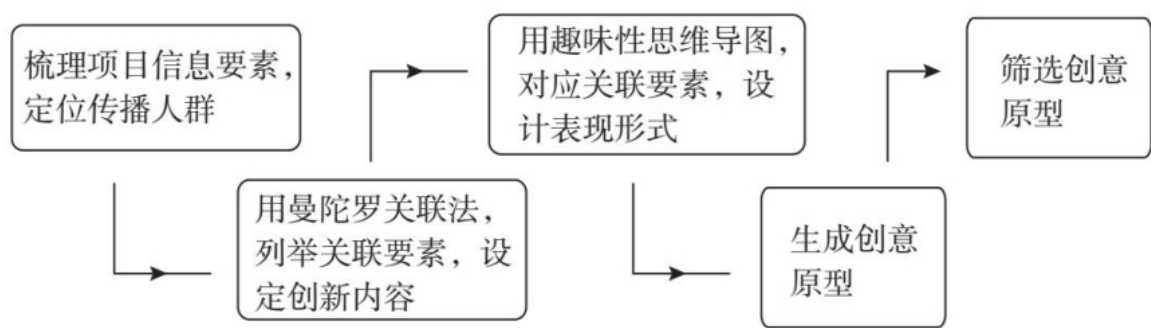 梳理项目信息要素，
定位传播人群
用曼陀罗关联法，
列举关联要素，设
定创新内容
用趣味性思维导图，
对应关联要素，设
计表现形式
生成创意
原型
筛选创意
原型